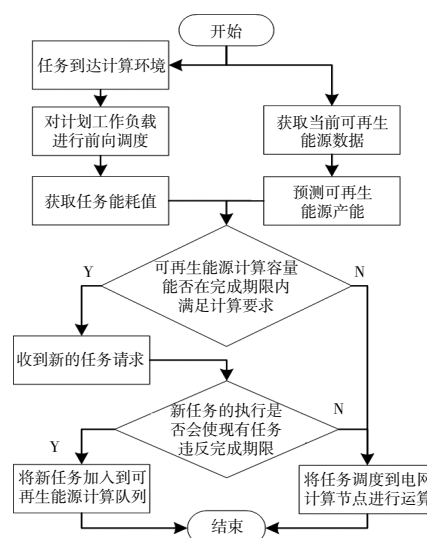 开始
任务到达计算环境
对计划工作负载
进行前向调度
获取当前可再生
能源数据
获取任务能耗值
预测可再生
能源产能
可再生能源计算容量
能否在完成期限内
满足计算要求
Y
N
收到新的任务请求
新任务的执行是
否会使现有任务
违反完成期限
Y
N
将新任务加入到可
再生能源计算队列
将任务调度到电网
计算节点进行运算
结束